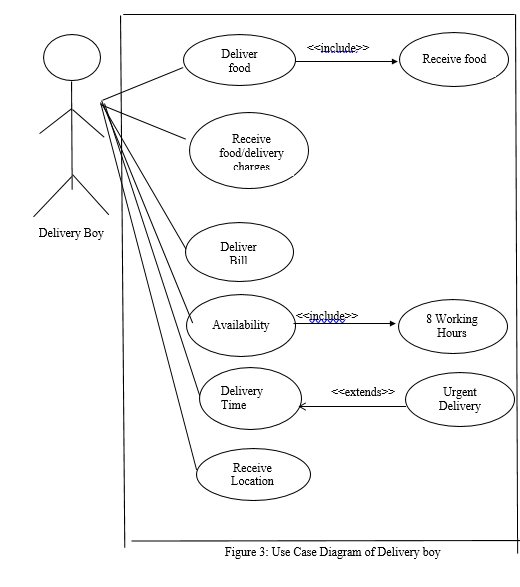 Deliver
food
<<include>>
Receive food
Receive
food/delivery
charges
Delivery Boy
Deliver
Bill
Availability
<<include>>
8 Working
Hours
Delivery
Time
<<extends>>
Urgent
Delivery
Receive
Location
Figure 3: Use Case Diagram of Delivery boy